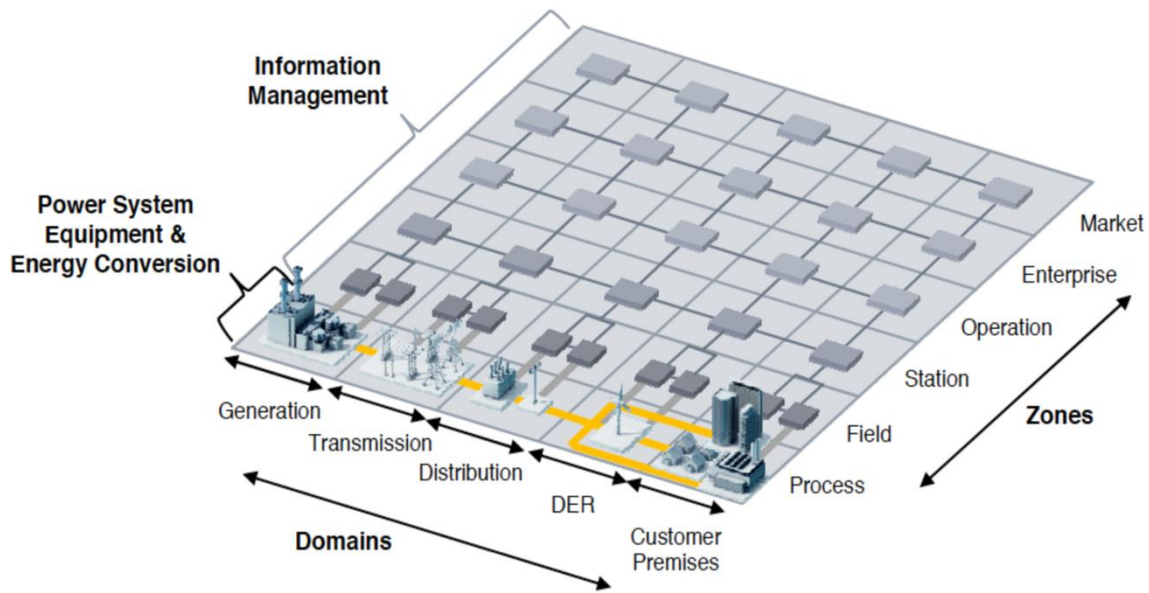 Information
Management
Power System
Equipment &
Energy Conversion
Market
Enterprise
Operation
Station
Field
Process
Zones
Generation
Transmission
Distribution
DER
Customer
Premises
Domains